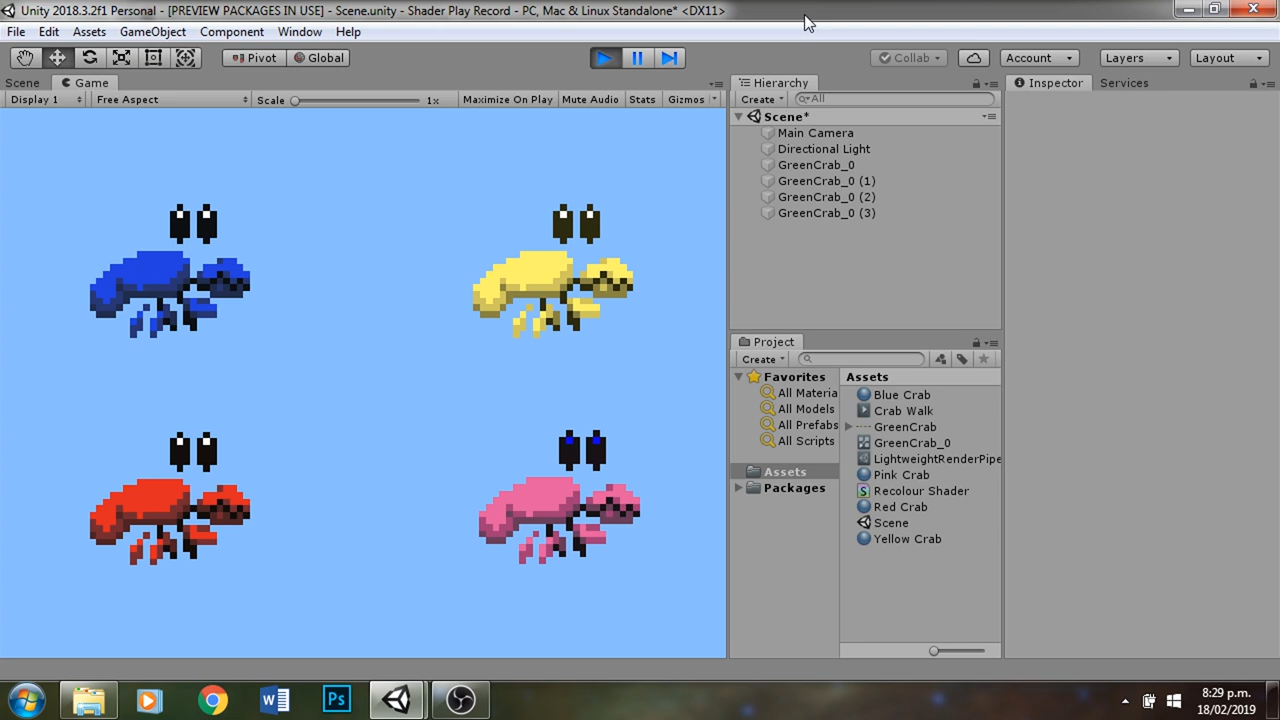 Unity 2018.3.2f1 Personal - [PREVIEW PACKAGES IN USE] - Scene.unity - Shader Play Record - PC, Mac & Linux Standalone* <DX11>
File Edit Assets GameObject Component Window Help
Pivot Global Collab Account Layers Layout
Scene Game
Display 1 Free Aspect Scale 1x Maximize On Play Mute Audio Stats Gizmos
Hierarchy
Create All
Scene*
Main Camera
Directional Light
GreenCrab_0
GreenCrab_0 (1)
GreenCrab_0 (2)
GreenCrab_0 (3)
Project
Create
Favorites
All Materia
All Models
All Prefabs
All Scripts
Assets
Packages
Assets
Blue Crab
Crab Walk
GreenCrab
GreenCrab_0
LightweightRenderPipe
Pink Crab
Recolour Shader
Red Crab
Scene
Yellow Crab
Inspector Services
Ps
8:29 p.m.
18/02/2019